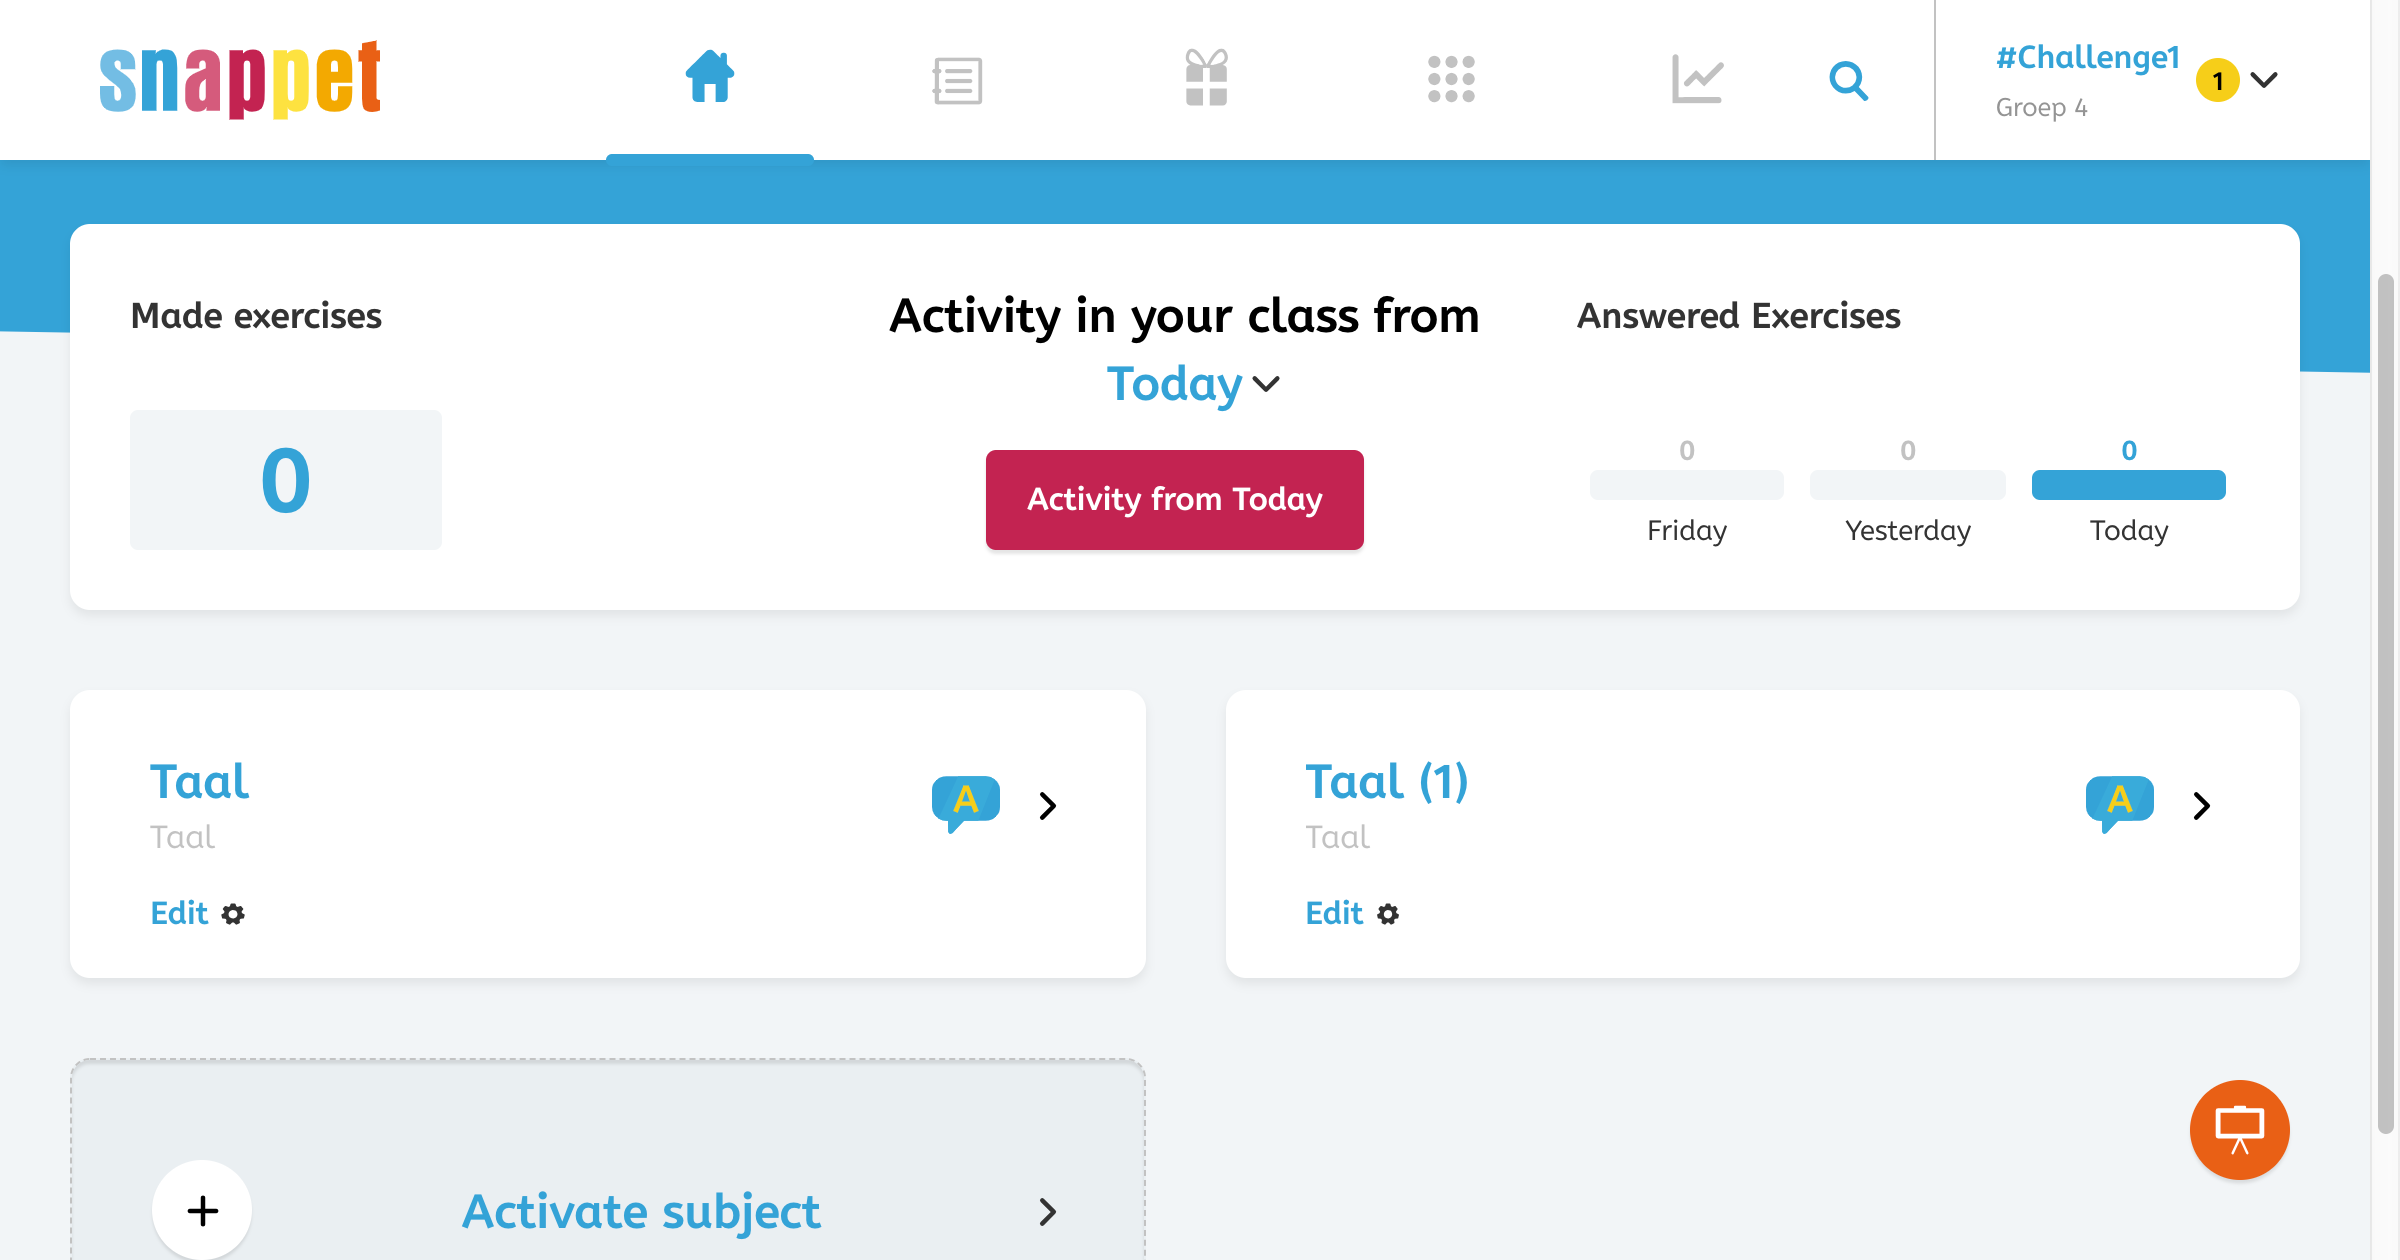 snappet
#Challenge1
Groep 4
1
Made exercises
0
Activity in your class from
Today
Activity from Today
Answered Exercises
0 0 0
Friday Yesterday Today
Taal
Taal
Edit
A
Taal (1)
Taal
Edit
A
Activate subject